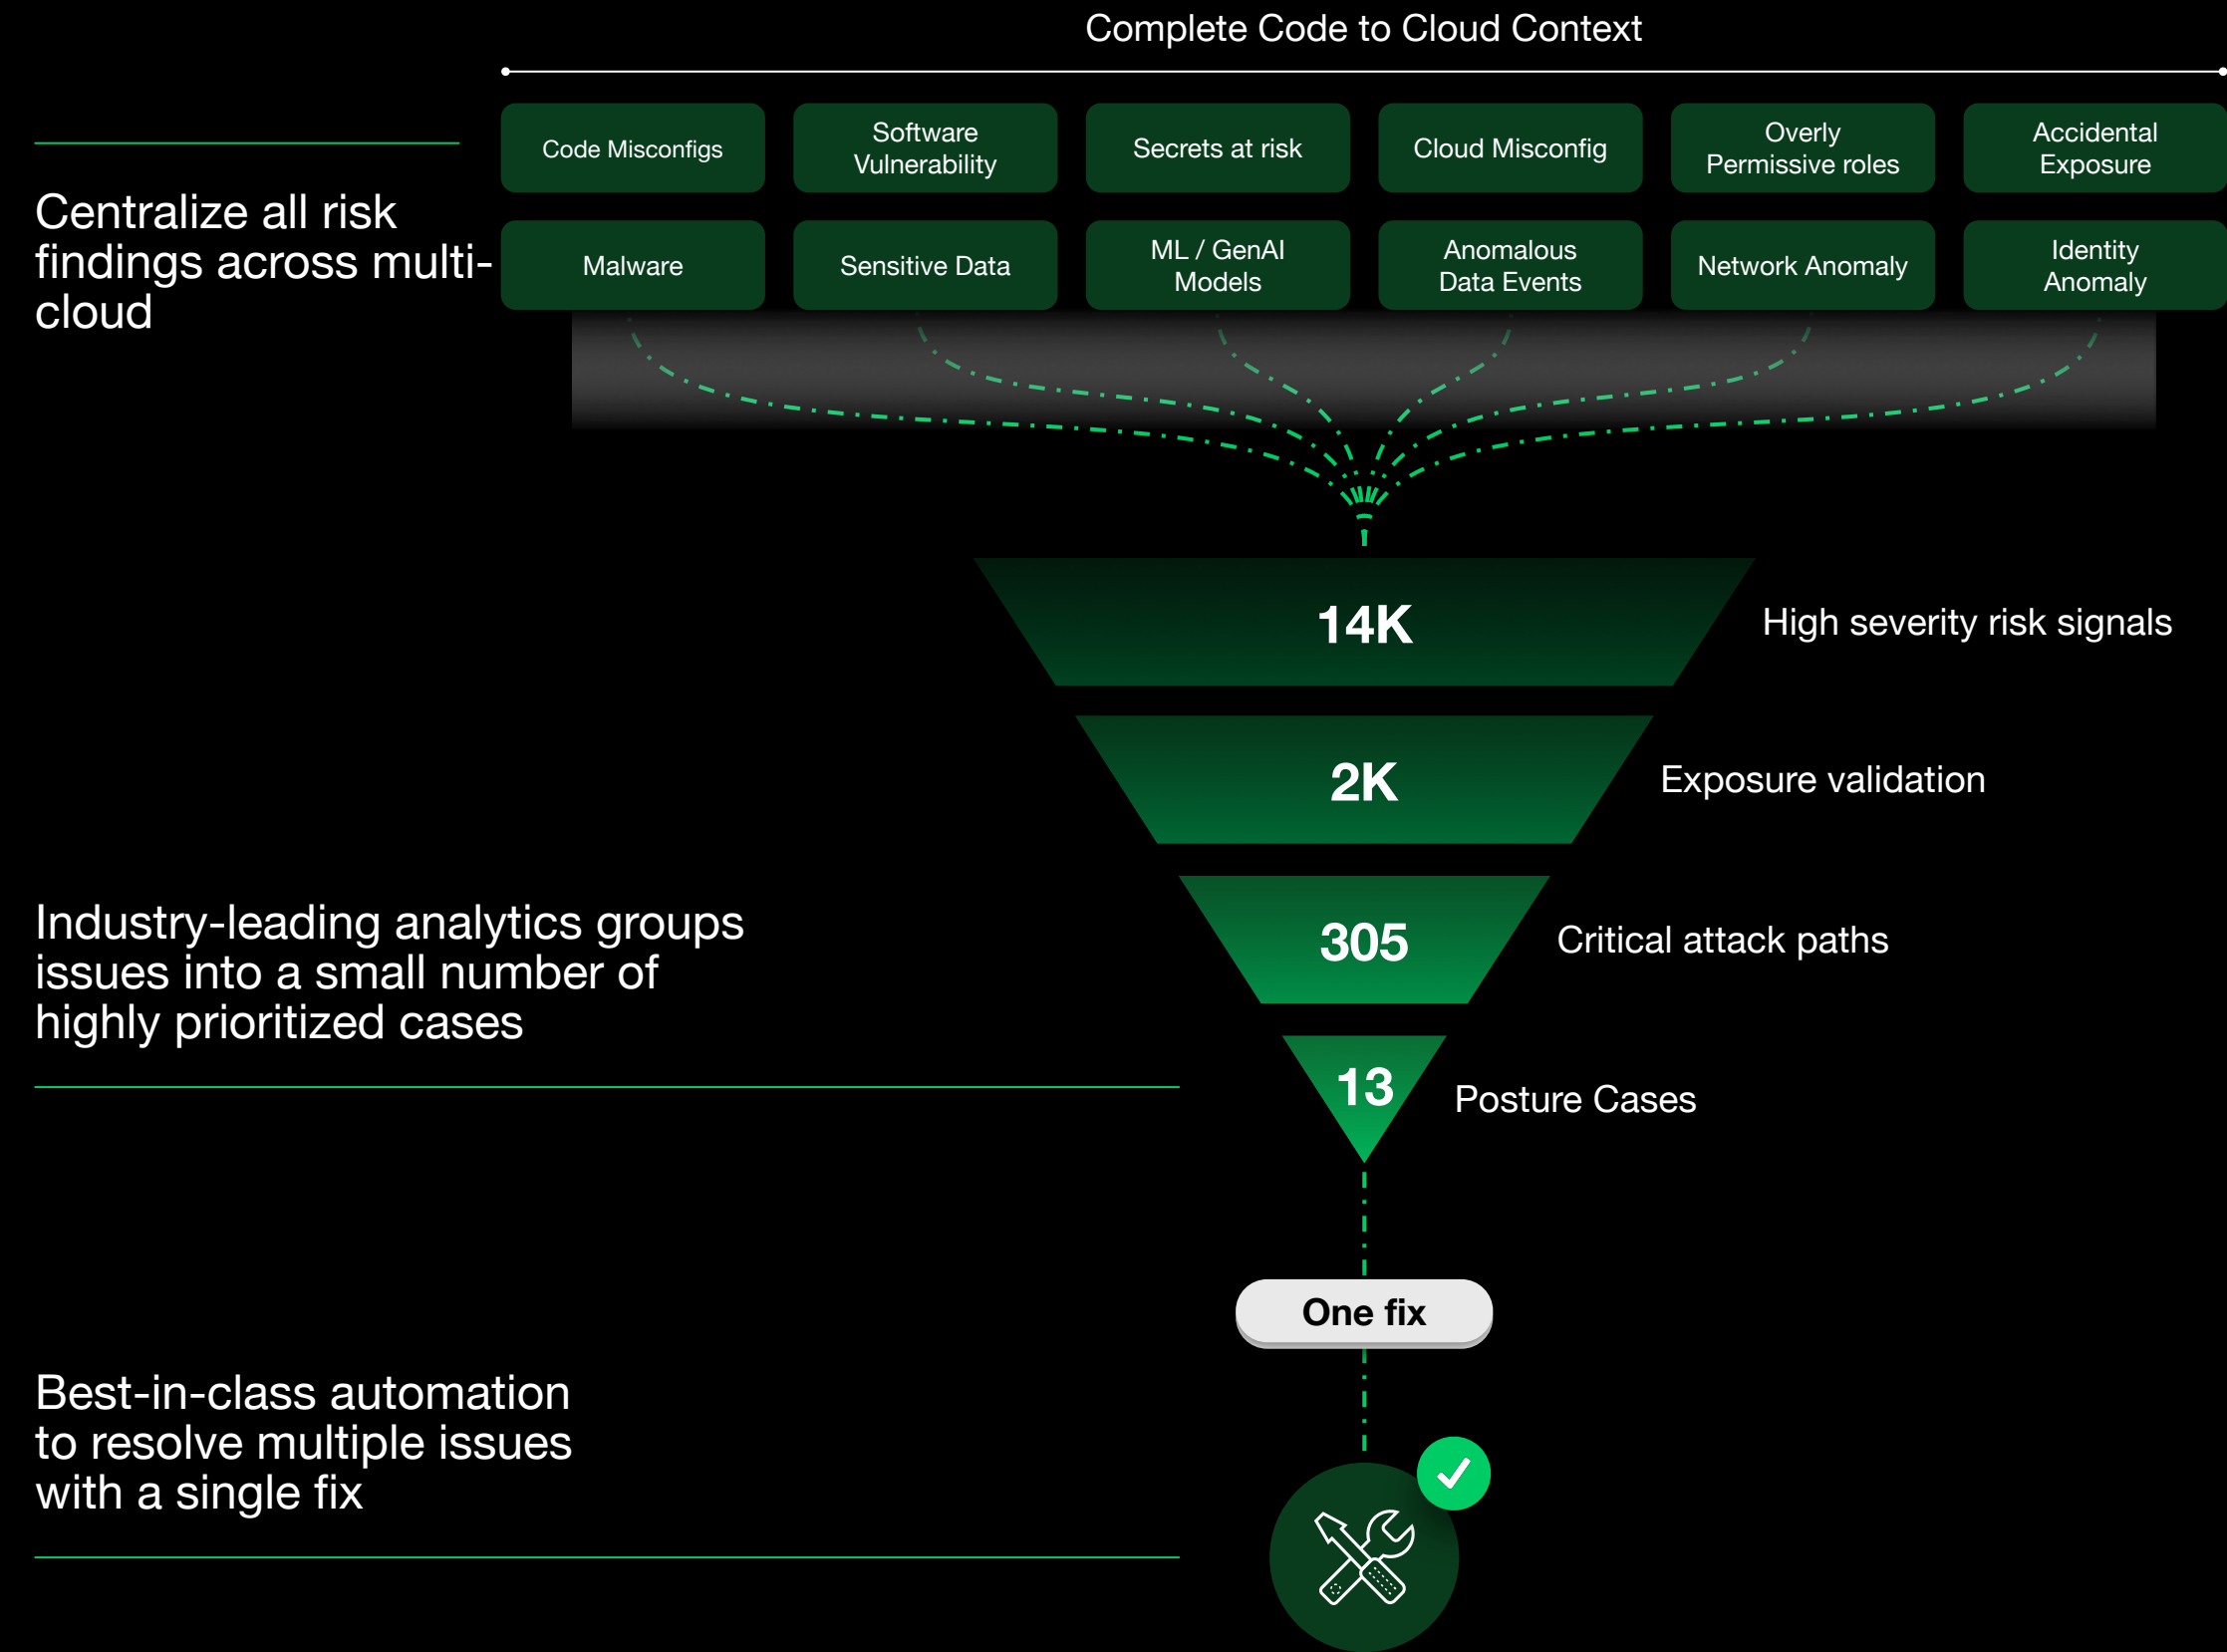 Complete Code to Cloud Context
Code Misconfigs
Software
Vulnerability
Secrets at risk
Cloud Misconfig
Overly
Permissive roles
Accidental
Exposure
Centralize all risk
findings across multi-
cloud
Malware
Sensitive Data
ML / GenAI
Models
Anomalous
Data Events
Network Anomaly
Identity
Anomaly
14K
High severity risk signals
2K
Exposure validation
Industry-leading analytics groups
issues into a small number of
highly prioritized cases
305
Critical attack paths
13
Posture Cases
One fix
Best-in-class automation
to resolve multiple issues
with a single fix